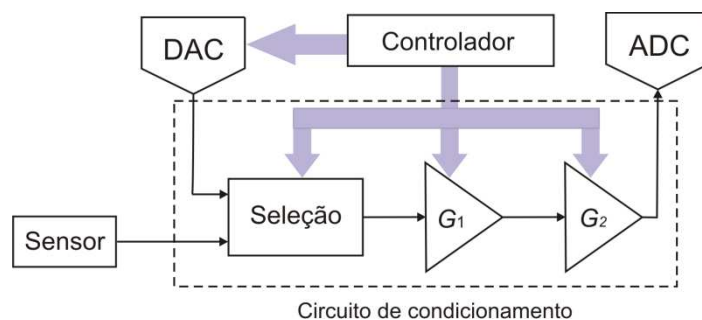 DAC
Controlador
ADC
Seleção
G1
G2
Sensor
Circuito de condicionamento